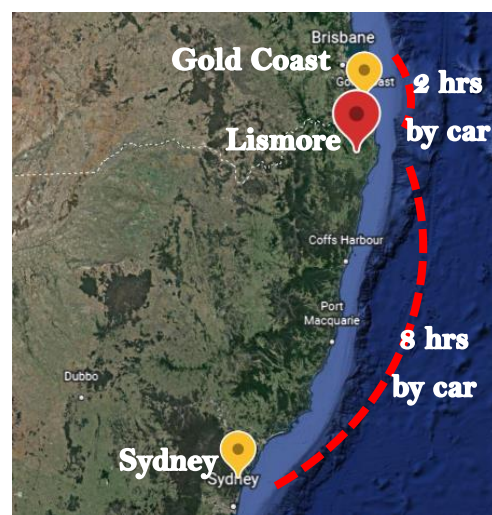 Brisbane
Gold Coast
2 hrs
by car
Lismore
Coffs Harbour
Port
Macquarie
8 hrs
by car
Dubbo
Sydney
Sydney